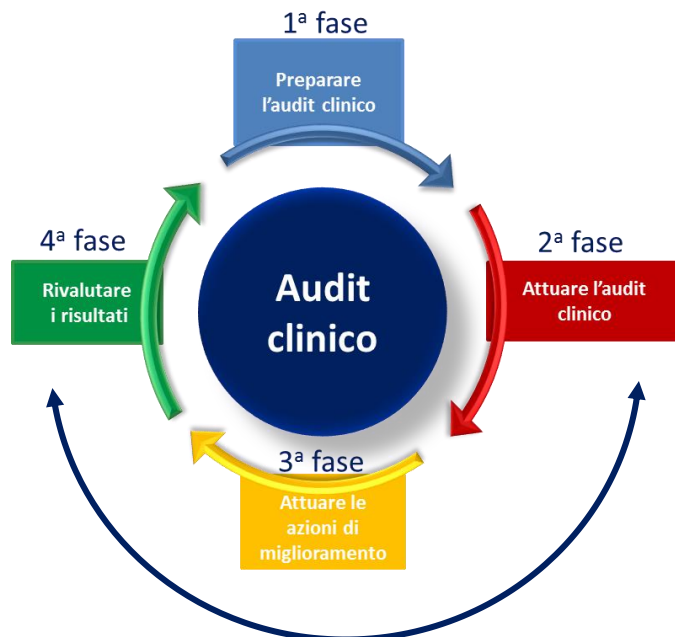 1ª fase
Preparare
l'audit clinico
2ª fase
Attuare l'audit
clinico
3ª fase
Attuare le
azioni di
miglioramento
4ª fase
Rivalutare
i risultati
Audit
clinico